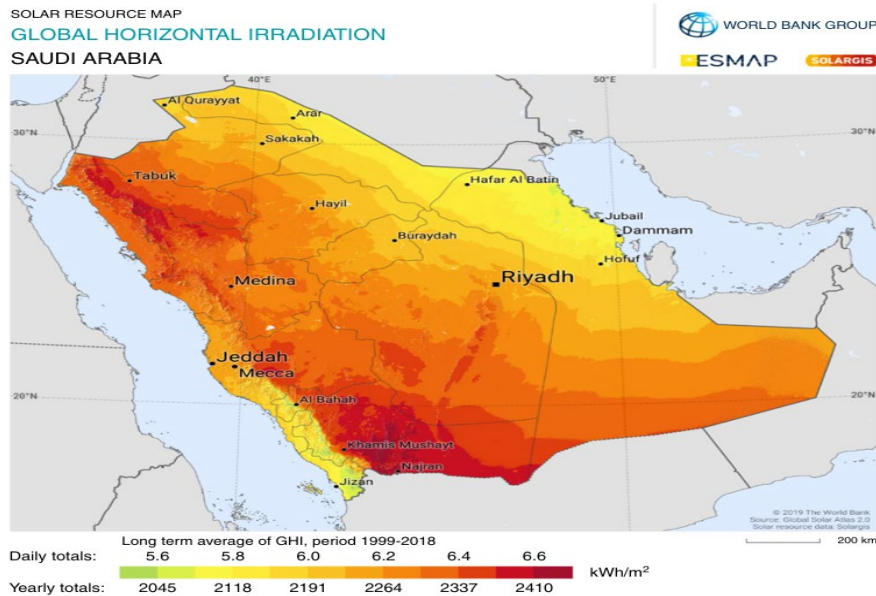 SOLAR RESOURCE MAP
GLOBAL HORIZONTAL IRRADIATION
SAUDI ARABIA
WORLD BANK GROUP
ESMAP
SOLARGIS
40°E
50°E
30°N
30°N
Al Qurayyat
Arar
Sakakah
Tabuk
Hafar Al Batin
Hayil
Jubail
Buraydah
Dammam
Hofuf
Medina
Riyadh
Jeddah
Mecca
20°N
20°N
Al Bahah
Khamis Mushayt
Najran
Jizan
© 2019 The World Bank
Source: Global Solar Atlas 2.0
Solar resource data: Solargis
200 km
Long term average of GHI, period 1999-2018
Daily totals: 5.6 5.8 6.0 6.2 6.4 6.6
kWh/m²
Yearly totals: 2045 2118 2191 2264 2337 2410